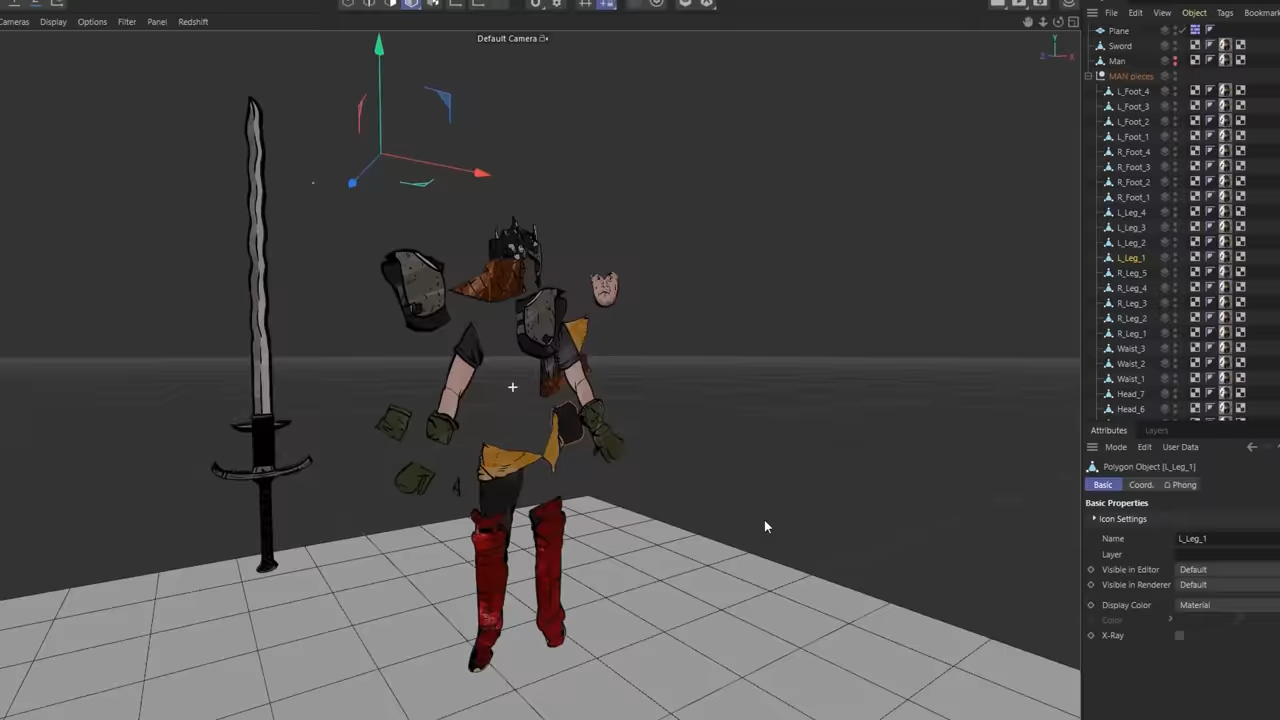 Cameras Display Options Filter Panel Redshift
File Edit View Object Tags Bookmark
Default Camera
Y
Z X
Plane
Sword
Man
MAN pieces
L_Foot_4
L_Foot_3
L_Foot_2
L_Foot_1
R_Foot_4
R_Foot_3
R_Foot_2
R_Foot_1
L_Leg_4
L_Leg_3
L_Leg_2
L_Leg_1
R_Leg_5
R_Leg_4
R_Leg_3
R_Leg_2
R_Leg_1
Waist_3
Waist_2
Waist_1
Head_7
Head_6
Attributes Layers
Mode Edit User Data
Polygon Object [L_Leg_1]
Basic Coord. Phong
Basic Properties
Icon Settings
Name L_Leg_1
Layer
Visible in Editor Default
Visible in Renderer Default
Display Color Material
Color
X-Ray